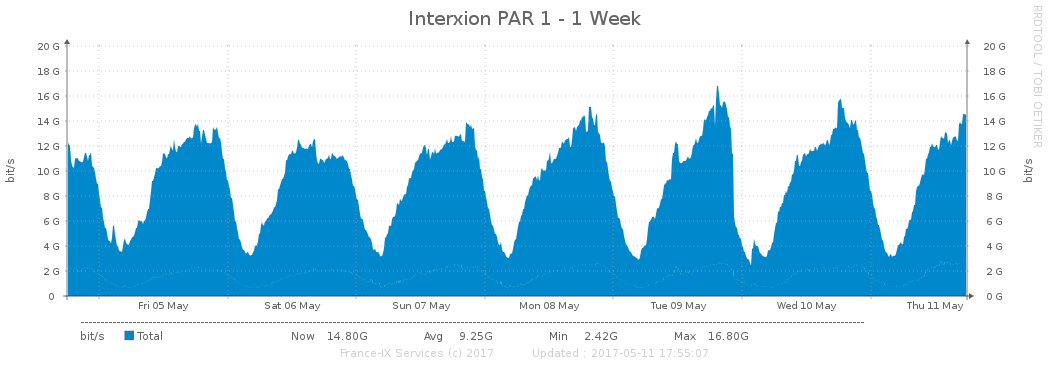 Interxion PAR 1 - 1 Week
RRDTOOL / TOBI OETIKER
bit/s
bit/s
20 G 20 G
18 G 18 G
16 G 16 G
14 G 14 G
12 G 12 G
10 G 10 G
8 G 8 G
6 G 6 G
4 G 4 G
2 G 2 G
0 0 G
Fri 05 May Sat 06 May Sun 07 May Mon 08 May Tue 09 May Wed 10 May Thu 11 May
bit/s Total Now 14.80G Avg 9.25G Min 2.42G Max 16.80G
France-IX Services (c) 2017 Updated : 2017-05-11 17:55:07